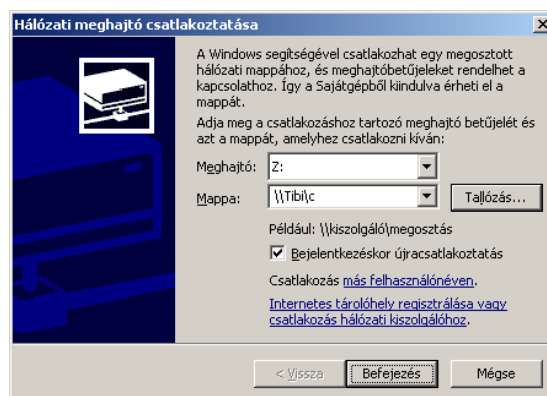 Hálózati meghajtó csatlakoztatása
A Windows segítségével csatlakozhat egy megosztott
hálózati mappához, és meghajtóbetűjeleket rendelhet a
kapcsolathoz. Így a Sajátgépből kiindulva érheti el a
mappát.
Adja meg a csatlakozáshoz tartozó meghajtó betűjelét és
azt a mappát, amelyhez csatlakozni kíván:
Meghajtó: Z:
Mappa: \\Tibi\c Tallózás...
Például: \\kiszolgáló\megosztás
Bejelentkezéskor újracsatlakoztatás
Csatlakozás más felhasználónéven.
Internetes tárolóhely regisztrálása vagy
csatlakozás hálózati kiszolgálóhoz.
< Vissza Befejezés Mégse